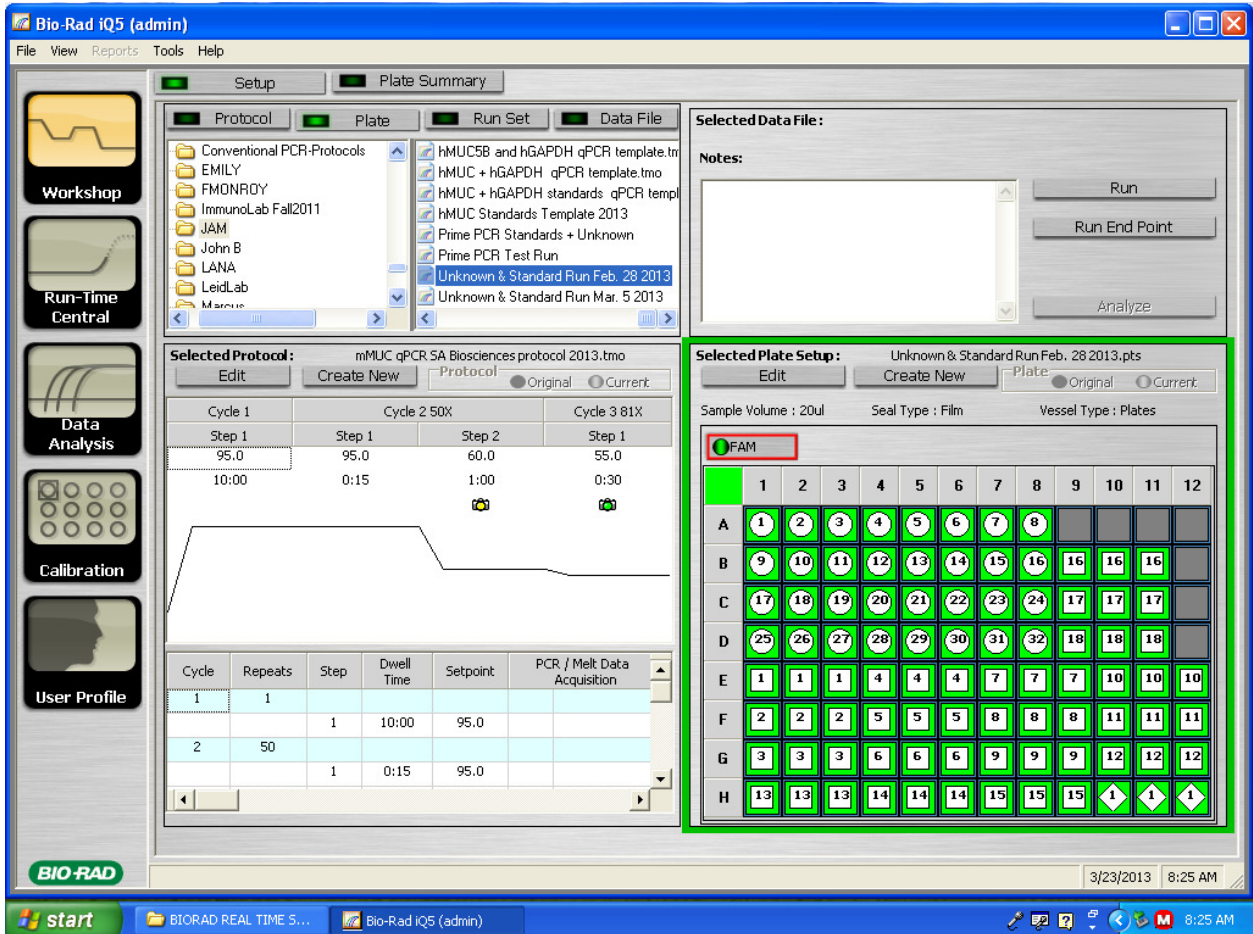 Bio-Rad iQ5 (admin)
File View Reports Tools Help
Setup Plate Summary
Protocol Plate Run Set Data File
Conventional PCR-Protocols
EMILY
FMONROY
ImmunoLab Fall2011
JAM
John B
LANA
LeidLab
Marcus
hMUC5B and hGAPDH qPCR template.tm
hMUC + hGAPDH qPCR template.tmo
hMUC + hGAPDH standards qPCR templ
hMUC Standards Template 2013
Prime PCR Standards + Unknown
Prime PCR Test Run
Unknown & Standard Run Feb. 28 2013
Unknown & Standard Run Mar. 5 2013
Selected Data File :
Notes:
Run
Run End Point
Analyze
Workshop
Run-Time
Central
Data
Analysis
Calibration
User Profile
BIO-RAD
Selected Protocol : mMUC qPCR SA Biosciences protocol 2013.tmo
Edit Create New Protocol Original Current
Cycle 1 Cycle 2 50X Cycle 3 81X
Step 1 Step 1 Step 2 Step 1
95.0 95.0 60.0 55.0
10:00 0:15 1:00 0:30
Cycle Repeats Step Dwell Time Setpoint PCR / Melt Data Acquisition
1 1
1 10:00 95.0
2 50
1 0:15 95.0
Selected Plate Setup : Unknown & Standard Run Feb. 28 2013.pts
Edit Create New Plate Original Current
Sample Volume : 20ul Seal Type : Film Vessel Type : Plates
FAM
1 2 3 4 5 6 7 8 9 10 11 12
A 1 2 3 4 5 6 7 8
B 9 10 11 12 13 14 15 16 16 16 16
C 17 18 19 20 21 22 23 24 17 17 17
D 25 26 27 28 29 30 31 32 18 18 18
E 1 1 1 4 4 4 7 7 7 10 10 10
F 2 2 2 5 5 5 8 8 8 11 11 11
G 3 3 3 6 6 6 9 9 9 12 12 12
H 13 13 13 14 14 14 15 15 15 1 1 1
3/23/2013 8:25 AM
start BIORAD REAL TIME S... Bio-Rad iQ5 (admin) 8:25 AM